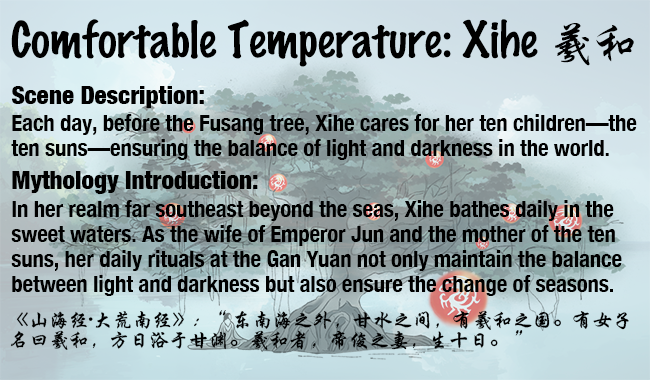 Comfortable Temperature: Xihe 羲和
Scene Description:
Each day, before the Fusang tree, Xihe cares for her ten children—the
ten suns—ensuring the balance of light and darkness in the world.
Mythology Introduction:
In her realm far southeast beyond the seas, Xihe bathes daily in the
sweet waters. As the wife of Emperor Jun and the mother of the ten
suns, her daily rituals at the Gan Yuan not only maintain the balance
between light and darkness but also ensure the change of seasons.
《山海经·大荒南经》：“东南海之外，甘水之间，有羲和之国。有女子
名曰羲和，方日浴于甘渊。羲和者，帝俊之妻，生十日。”